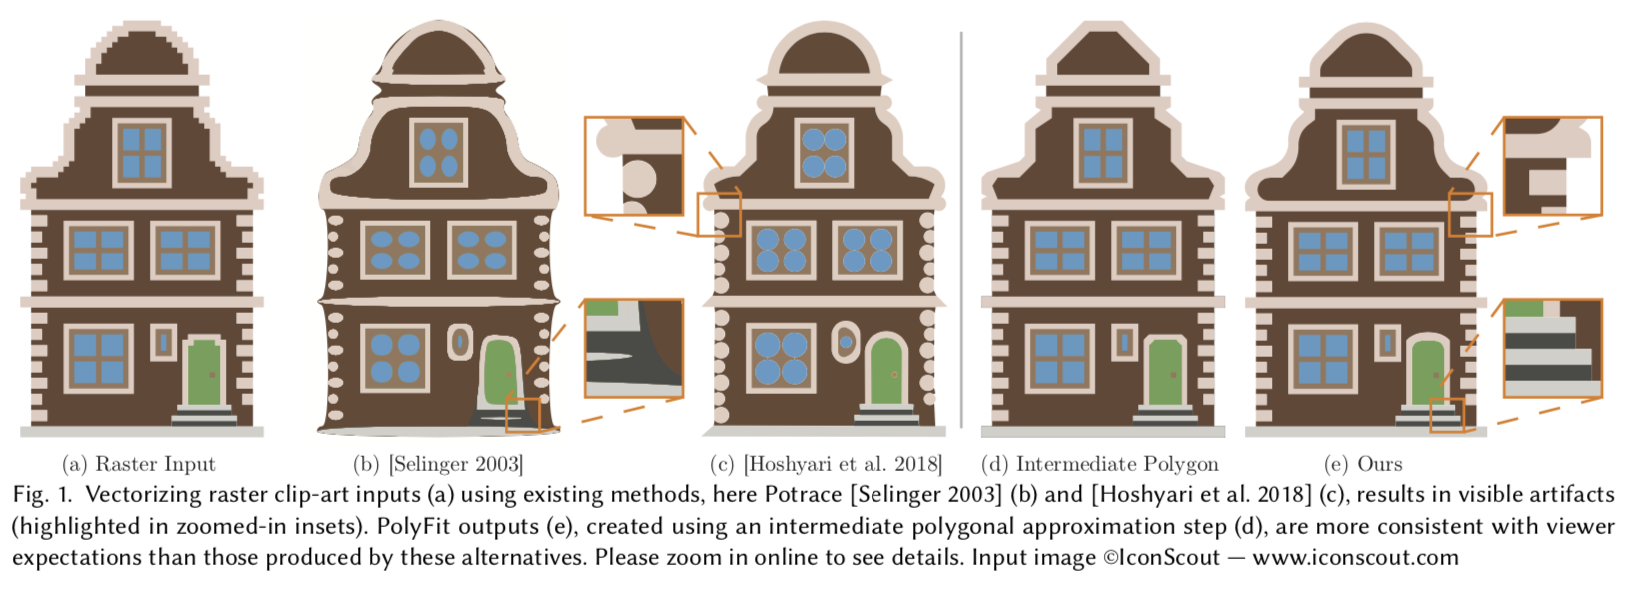 (a) Raster Input
(b) [Selinger 2003]
(c) [Hoshyari et al. 2018]
(d) Intermediate Polygon
(e) Ours
Fig. 1. Vectorizing raster clip-art inputs (a) using existing methods, here Potrace [Selinger 2003] (b) and [Hoshyari et al. 2018] (c), results in visible artifacts
(highlighted in zoomed-in insets). PolyFit outputs (e), created using an intermediate polygonal approximation step (d), are more consistent with viewer
expectations than those produced by these alternatives. Please zoom in online to see details. Input image ©IconScout — www.iconscout.com